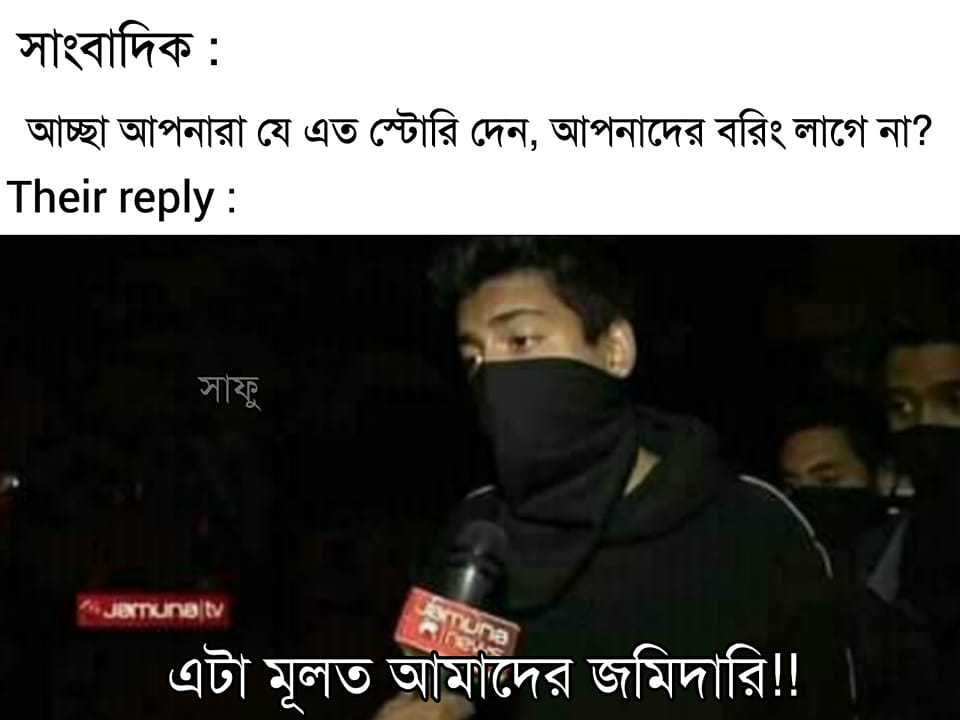 সাংবাদিক :
আচ্ছা আপনারা যে এত স্টোরি দেন, আপনাদের বরিং লাগে না?
Their reply :
সাফু
Jamuna|tv
Jamuna
news
এটা মূলত আমাদের জমিদারি!!